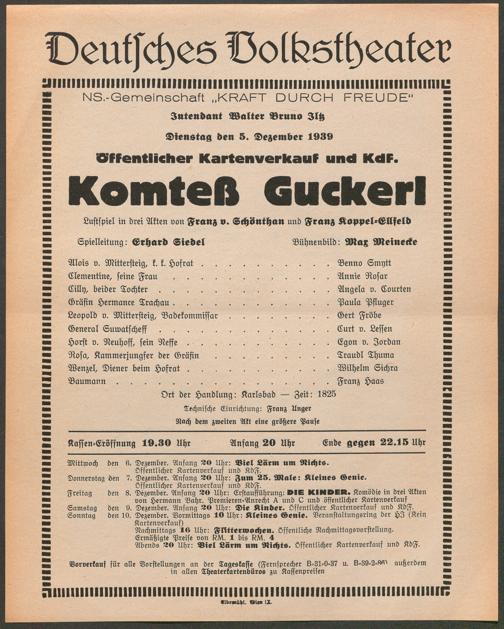 Deutsches Volkstheater
NS.-Gemeinschaft „KRAFT DURCH FREUDE"
Intendant Walter Bruno Iltz
Dienstag den 5. Dezember 1939
Öffentlicher Kartenverkauf und KdF.
Komteß Guckerl
Lustspiel in drei Akten von Franz v. Schönthan und Franz Koppel-Ellfeld
Spielleitung: Erhard Siedel Bühnenbild: Max Meinecke
Alois v. Mittersteig, k. k. Hofrat . . . . . . . . . . Benno Smytt
Clementine, seine Frau . . . . . . . . . . Annie Rosar
Cilly, beider Tochter . . . . . . . . . . Angela v. Courten
Gräfin Hermance Trachau . . . . . . . . . . Paula Pfluger
Leopold v. Mittersteig, Badekommissar . . . . . . . . . . Gert Fröbe
General Suwatscheff . . . . . . . . . . Curt v. Lessen
Horst v. Neuhoff, sein Neffe . . . . . . . . . . Egon v. Jordan
Rosa, Kammerjungfer der Gräfin . . . . . . . . . . Traudl Thuma
Wenzel, Diener beim Hofrat . . . . . . . . . . Wilhelm Sichra
Baumann . . . . . . . . . . Franz Haas
Ort der Handlung: Karlsbad — Zeit: 1825
Technische Einrichtung: Franz Unger
Nach dem zweiten Akt eine größere Pause
Kassen-Eröffnung 19.30 Uhr Anfang 20 Uhr Ende gegen 22.15 Uhr
Mittwoch den 6. Dezember. Anfang 20 Uhr: Viel Lärm um Nichts.
Öffentlicher Kartenverkauf und KdF.
Donnerstag den 7. Dezember. Anfang 20 Uhr: Zum 25. Male: Kleines Genie.
Öffentlicher Kartenverkauf und KdF.
Freitag den 8. Dezember. Anfang 20 Uhr: Erstaufführung: DIE KINDER. Komödie in drei Akten
von Hermann Bahr. Premieren-Anrecht A und C und öffentlicher Kartenverkauf
Samstag den 9. Dezember. Anfang 20 Uhr: Die Kinder. Öffentlicher Kartenverkauf und KdF.
Sonntag den 10. Dezember. Vormittags 10 Uhr: Kleines Genie. Veranstaltungsring der HJ (Kein
Kartenverkauf)
Nachmittags 16 Uhr: Flitterwochen. Öffentliche Nachmittagsvorstellung.
Ermäßigte Preise von RM. 1 bis RM. 4
Abends 20 Uhr: Viel Lärm um Nichts. Öffentlicher Kartenverkauf und KdF.
Vorverkauf für alle Vorstellungen an der Tageskasse (Fernsprecher B-31-0-37 u. außerdem
in allen Theaterkartenbüros zu Kassenpreisen
Elbemühl, Wien IX.